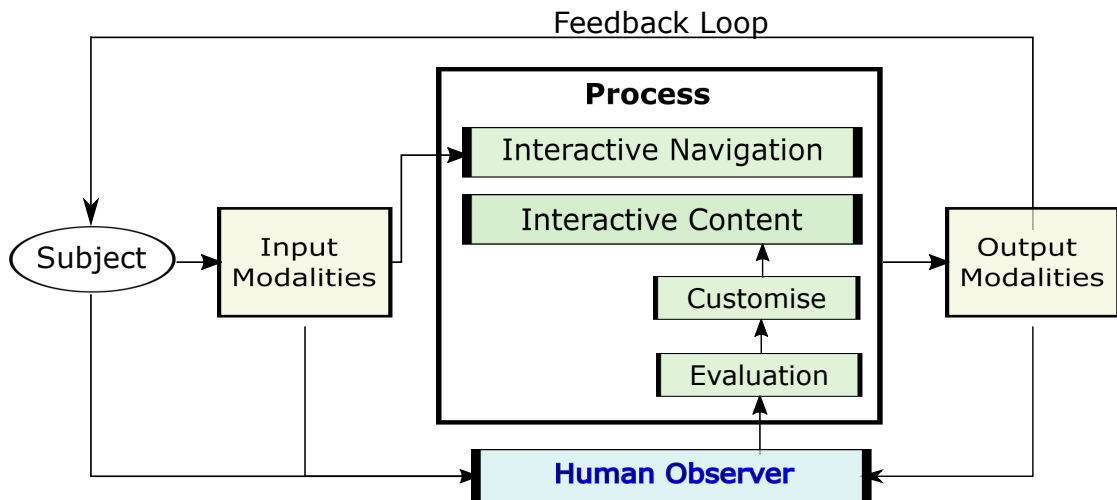 Feedback Loop
Process
Interactive Navigation
Interactive Content
Subject
Input
Modalities
Output
Modalities
Customise
Evaluation
Human Observer